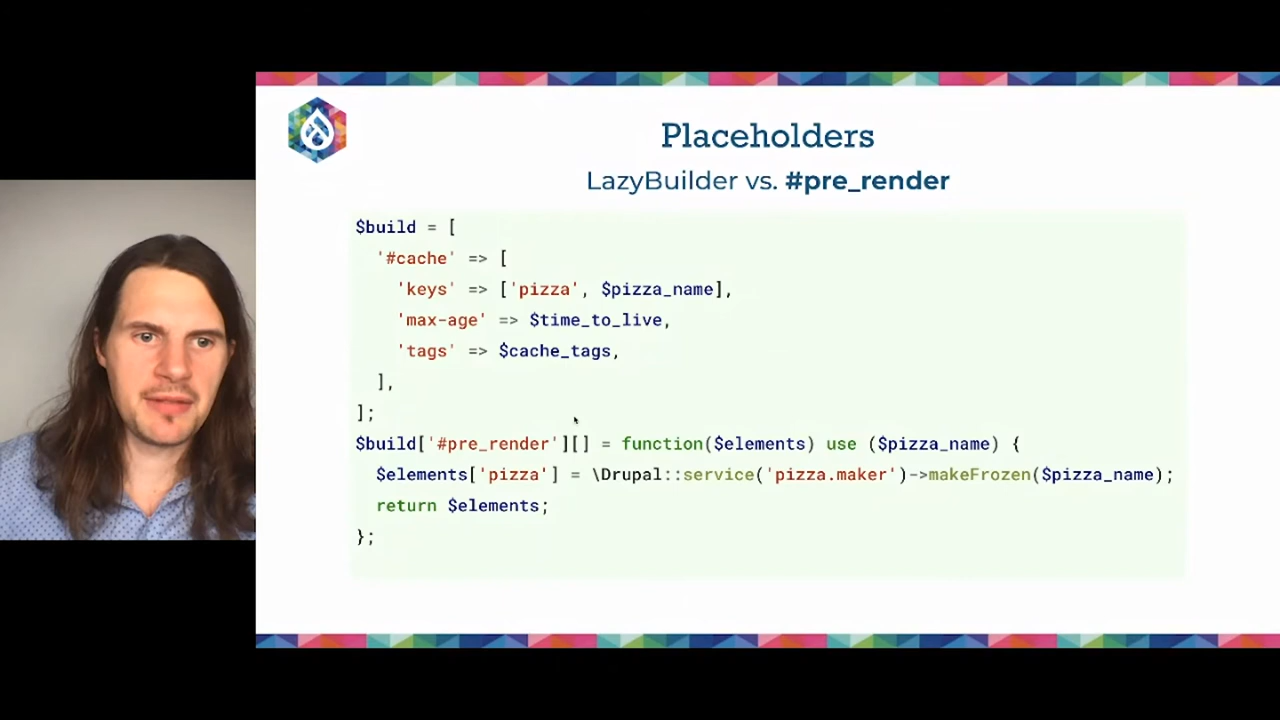 Placeholders
LazyBuilder vs. #pre_render
$build = [
  '#cache' => [
    'keys' => ['pizza', $pizza_name],
    'max-age' => $time_to_live,
    'tags' => $cache_tags,
  ],
];
$build['#pre_render'][] = function($elements) use ($pizza_name) {
  $elements['pizza'] = \Drupal::service('pizza.maker')->makeFrozen($pizza_name);
  return $elements;
};